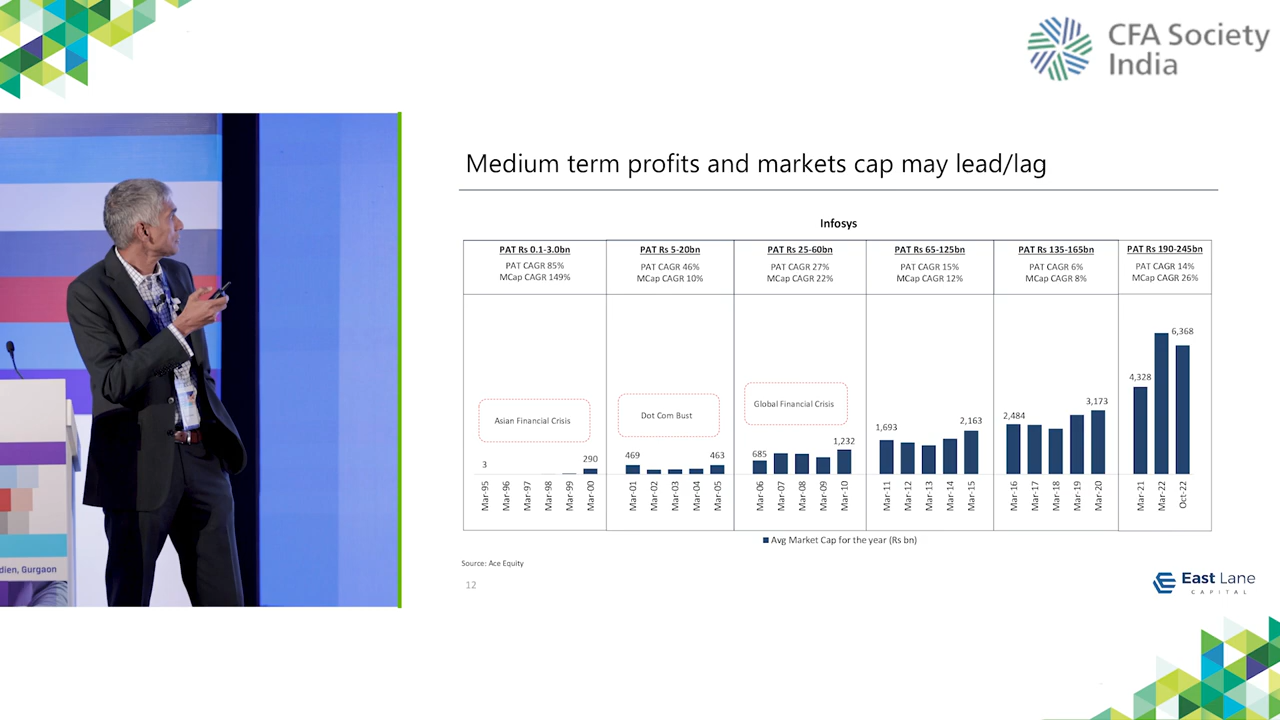 CFA Society
India
Medium term profits and markets cap may lead/lag
Infosys
PAT Rs 0.1-3.0bn
PAT CAGR 85%
MCap CAGR 149%
PAT Rs 5-20bn
PAT CAGR 46%
MCap CAGR 10%
PAT Rs 25-60bn
PAT CAGR 27%
MCap CAGR 22%
PAT Rs 65-125bn
PAT CAGR 15%
MCap CAGR 12%
PAT Rs 135-165bn
PAT CAGR 6%
MCap CAGR 8%
PAT Rs 190-245bn
PAT CAGR 14%
MCap CAGR 26%
Asian Financial Crisis
Dot Com Bust
Global Financial Crisis
3
290
469
463
685
1,232
1,693
2,163
2,484
3,173
4,328
6,368
Mar-95
Mar-96
Mar-97
Mar-98
Mar-99
Mar-00
Mar-01
Mar-02
Mar-03
Mar-04
Mar-05
Mar-06
Mar-07
Mar-08
Mar-09
Mar-10
Mar-11
Mar-12
Mar-13
Mar-14
Mar-15
Mar-16
Mar-17
Mar-18
Mar-19
Mar-20
Mar-21
Mar-22
Oct-22
Avg Market Cap for the year (Rs bn)
Source: Ace Equity
12
East Lane
CAPITAL
dien, Gurgaon